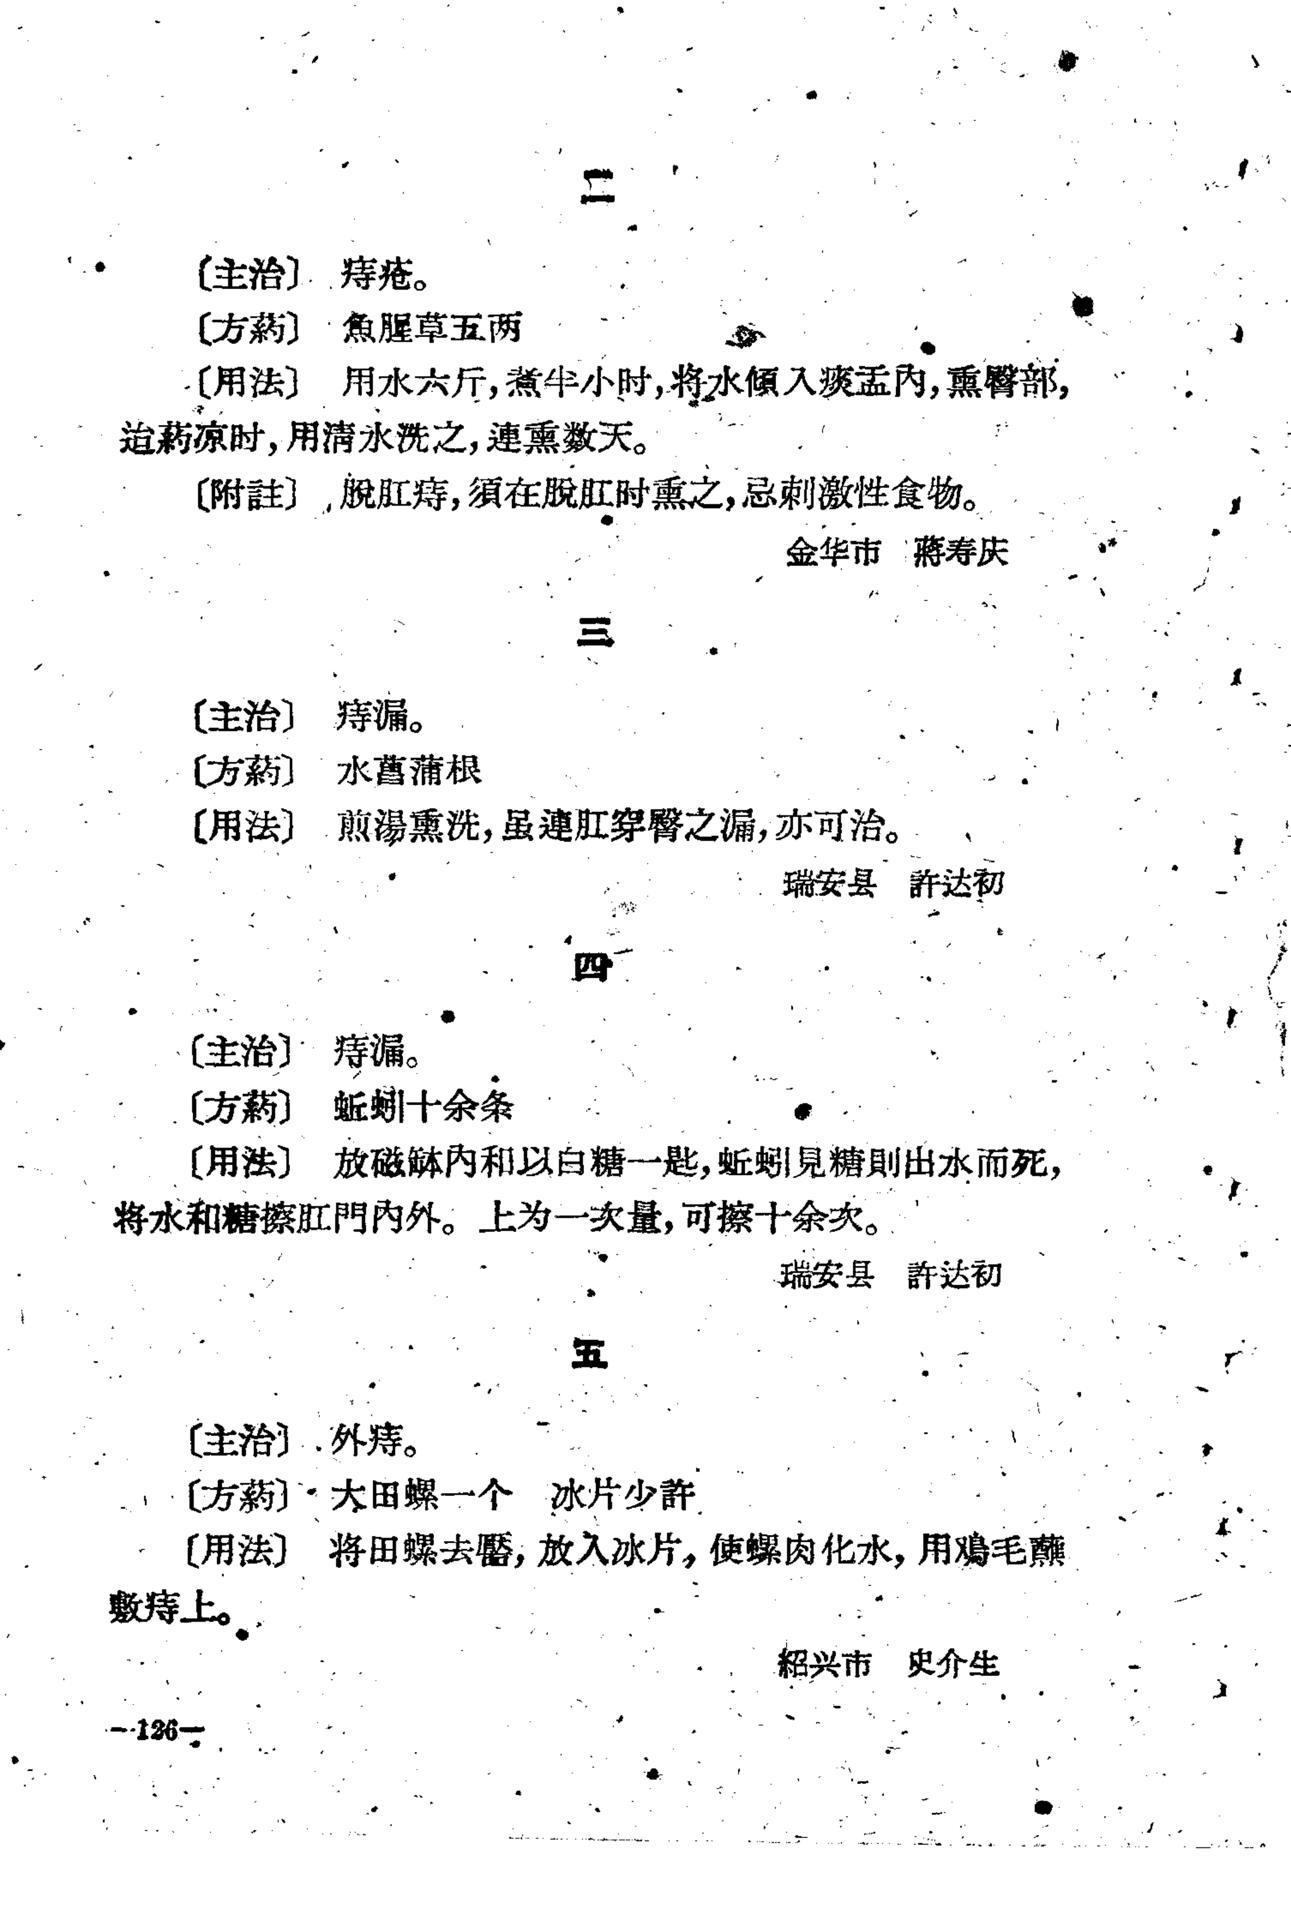 二
〔主治〕 痔疮。
〔方葯〕 魚腥草五两
〔用法〕 用水六斤，煮半小时，将水傾入痰盂內，熏臀部，
迨葯凉时，用清水洗之，連熏数天。
〔附註〕 脫肛痔，須在脫肛时熏之，忌刺激性食物。
金华市 蔣寿庆
三
〔主治〕 痔漏。
〔方葯〕 水菖蒲根
〔用法〕 煎湯熏洗，虽連肛穿臀之漏，亦可治。
瑞安县 許达初
四
〔主治〕 痔漏。
〔方葯〕 蚯蚓十余条
〔用法〕 放磁缽內和以白糖一匙，蚯蚓見糖則出水而死，
将水和糖擦肛門內外。上为一次量，可擦十余次。
瑞安县 許达初
五
〔主治〕 外痔。
〔方葯〕 大田螺一个 冰片少許
〔用法〕 将田螺去靨，放入冰片，使螺肉化水，用鳮毛蘸
敷痔上。
紹兴市 史介生
—126—